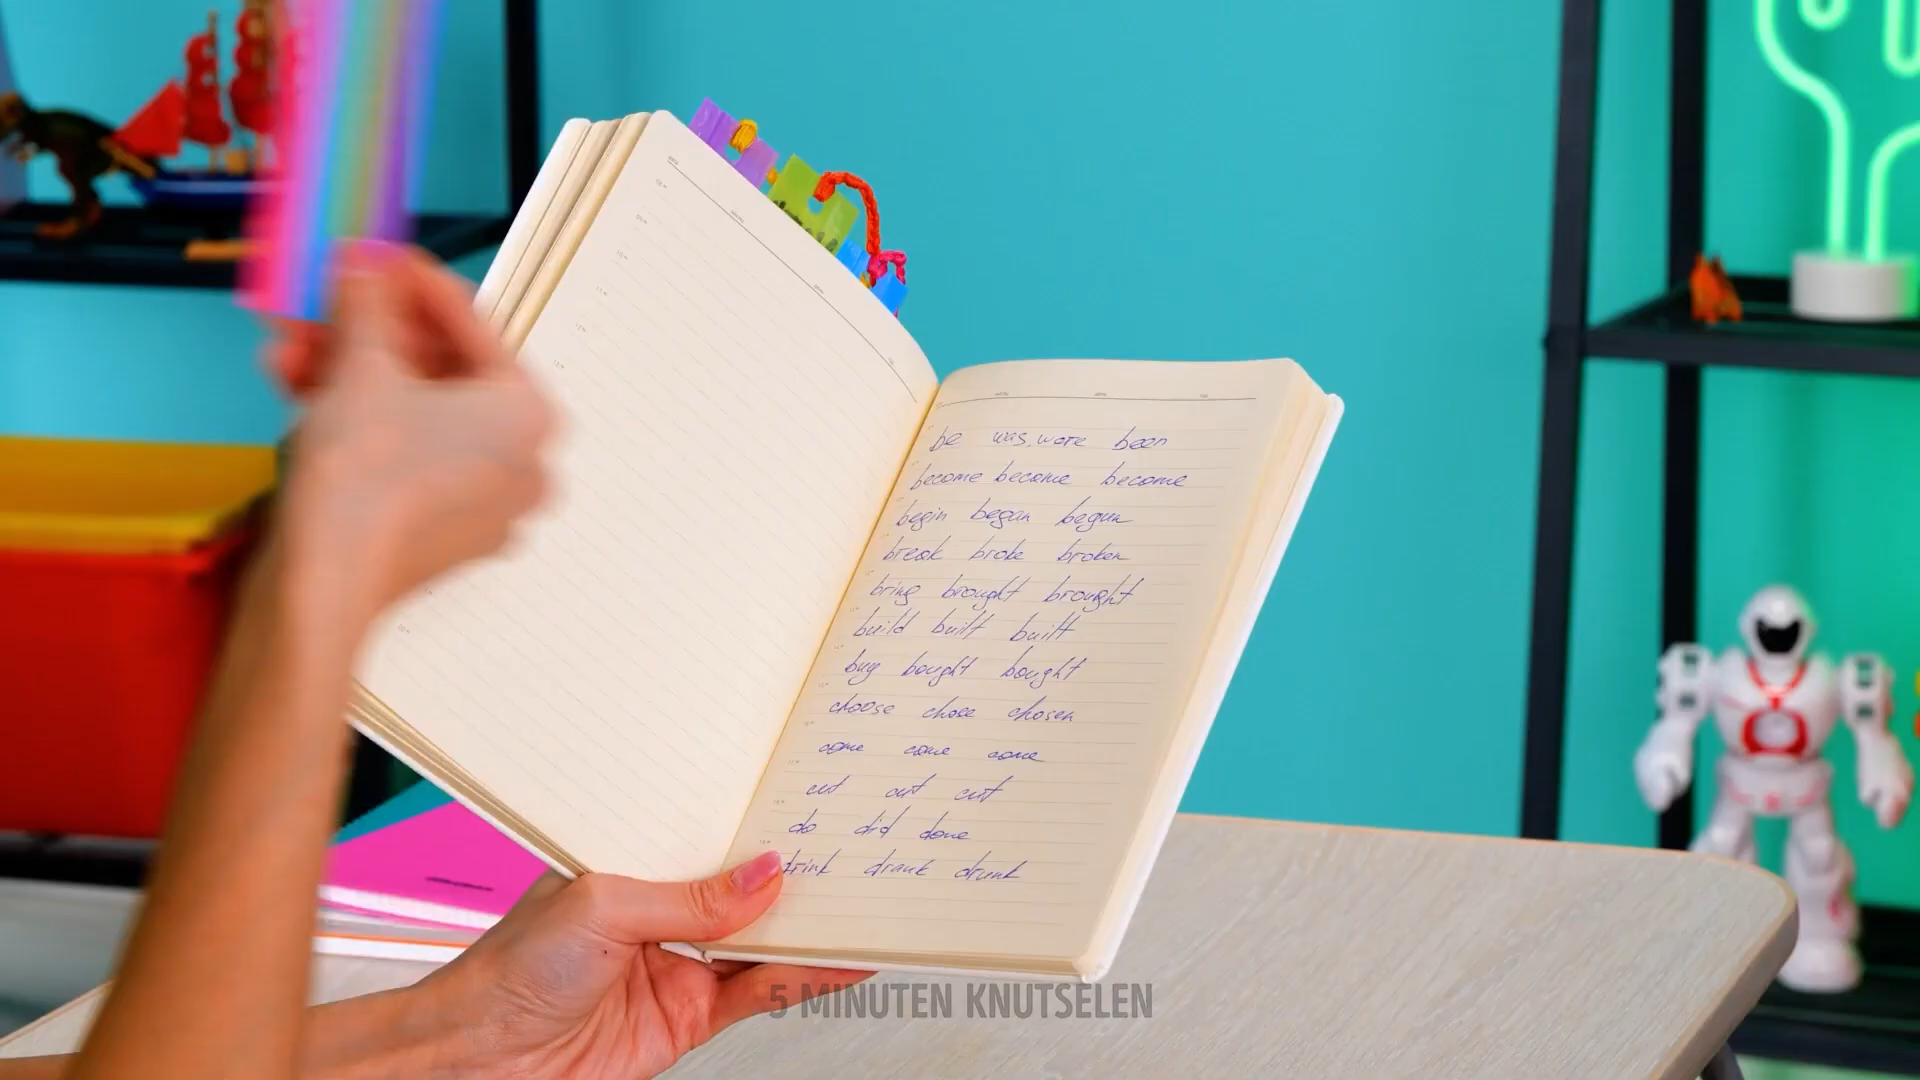 be was, were been
become became become
begin began begun
break broke broken
bring brought brought
build built built
buy bought bought
choose chose chosen
come came come
cut cut cut
do did done
drink drank drunk
5 MINUTEN KNUTSELEN